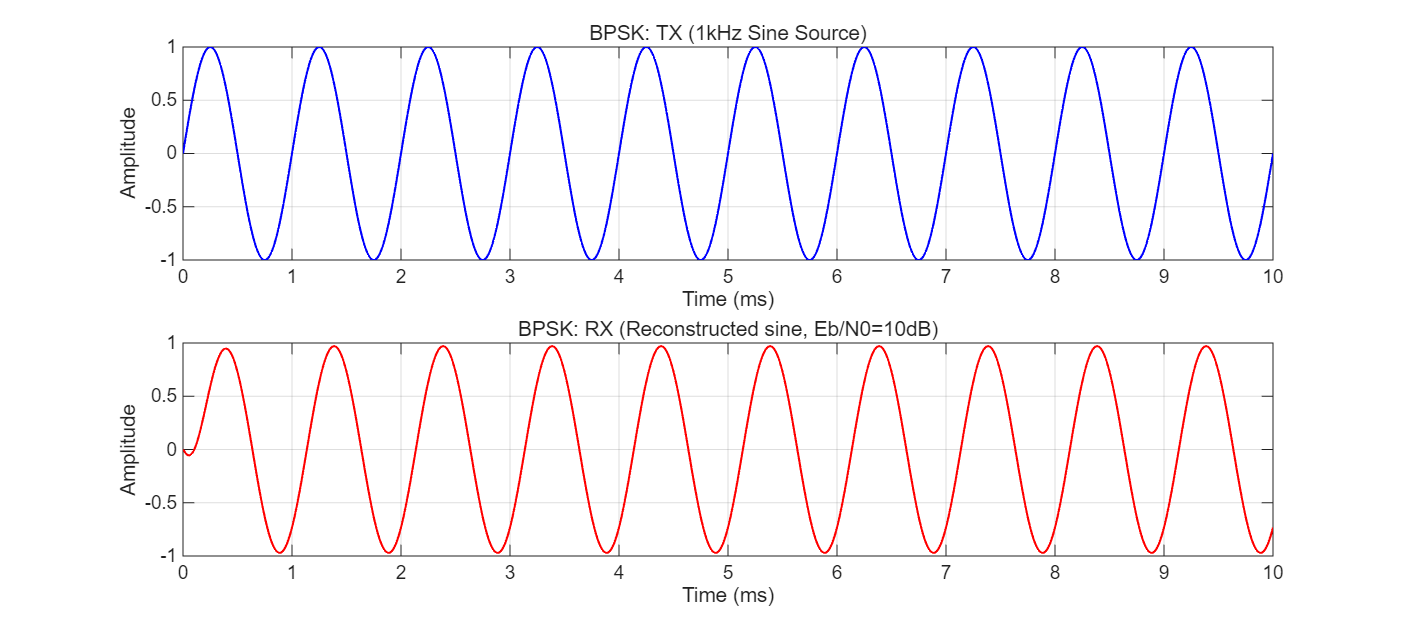 BPSK: TX (1kHz Sine Source)
1
0.5
0
-0.5
-1
Amplitude
0 1 2 3 4 5 6 7 8 9 10
Time (ms)
BPSK: RX (Reconstructed sine, Eb/N0=10dB)
1
0.5
0
-0.5
-1
Amplitude
0 1 2 3 4 5 6 7 8 9 10
Time (ms)